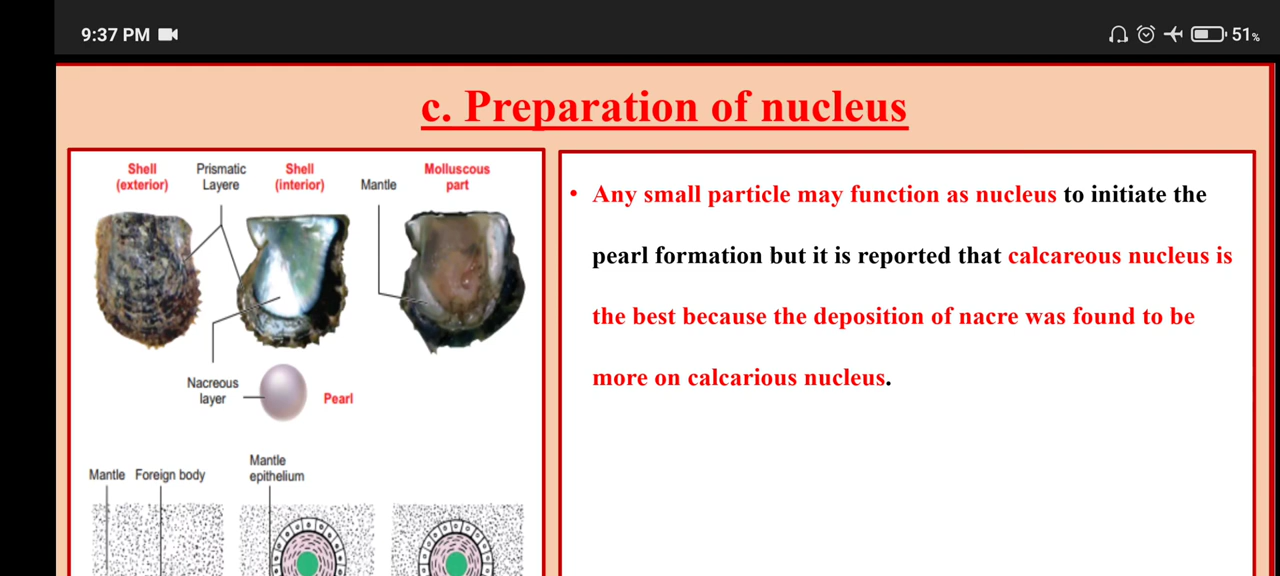 9:37 PM
51%
c. Preparation of nucleus
Shell
(exterior)
Prismatic
Layere
Shell
(interior)
Mantle
Molluscous
part
Nacreous
layer
Pearl
Mantle
Foreign body
Mantle
epithelium
• Any small particle may function as nucleus to initiate the
pearl formation but it is reported that calcareous nucleus is
the best because the deposition of nacre was found to be
more on calcarious nucleus.